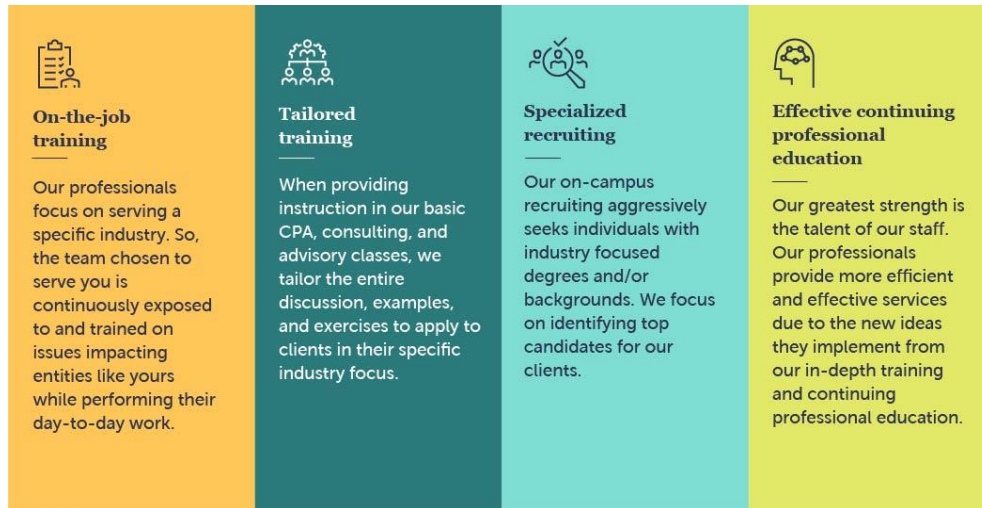 On-the-job
training
Our professionals
focus on serving a
specific industry. So,
the team chosen to
serve you is
continuously exposed
to and trained on
issues impacting
entities like yours
while performing their
day-to-day work.
Tailored
training
When providing
instruction in our basic
CPA, consulting, and
advisory classes, we
tailor the entire
discussion, examples,
and exercises to apply to
clients in their specific
industry focus.
Specialized
recruiting
Our on-campus
recruiting aggressively
seeks individuals with
industry focused
degrees and/or
backgrounds. We focus
on identifying top
candidates for our
clients.
Effective continuing
professional
education
Our greatest strength is
the talent of our staff.
Our professionals
provide more efficient
and effective services
due to the new ideas
they implement from
our in-depth training
and continuing
professional education.